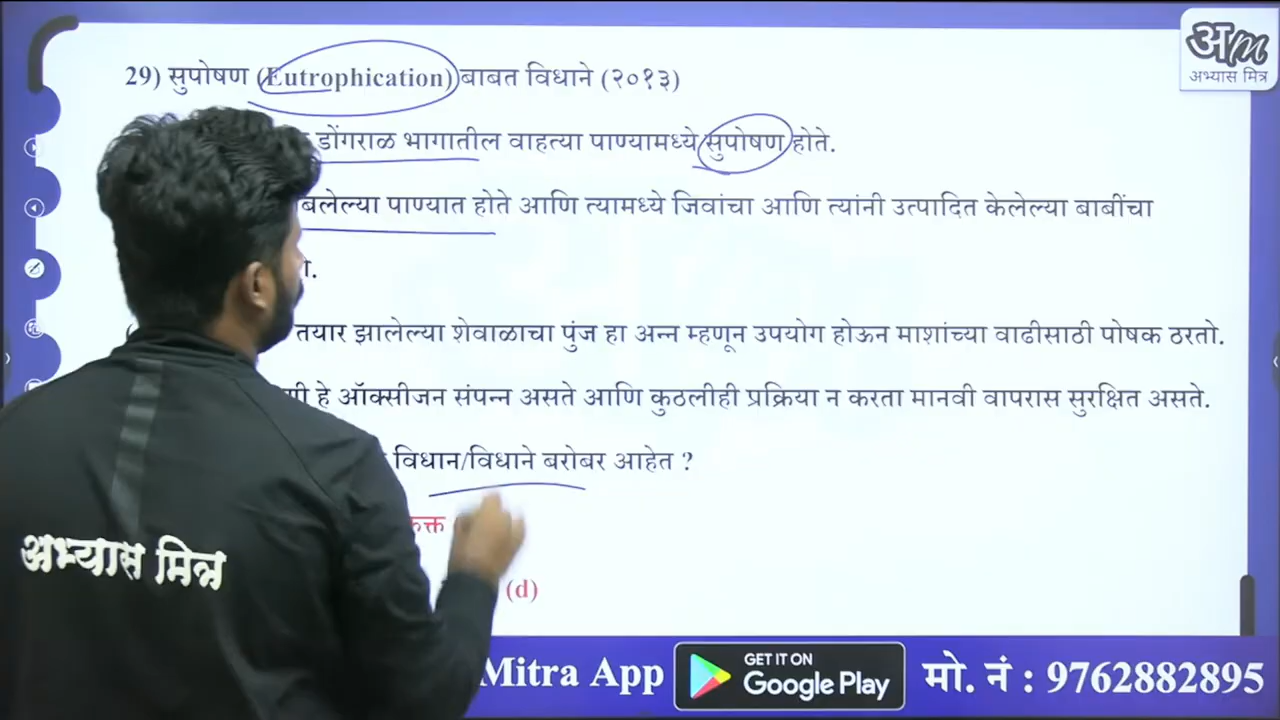 अm
अभ्यास मित्र
29) सुपोषण (Eutrophication) बाबत विधाने (२०१३)
डोंगराळ भागातील वाहत्या पाण्यामध्ये सुपोषण होते.
पाण्यात होते आणि त्यामध्ये जिवांचा आणि त्यांनी उत्पादित केलेल्या बाबींचा
तयार झालेल्या शेवाळाचा पुंज हा अन्न म्हणून उपयोग होऊन माशांच्या वाढीसाठी पोषक ठरतो.
हे ऑक्सीजन संपन्न असते आणि कुठलीही प्रक्रिया न करता मानवी वापरास सुरक्षित असते.
विधान/विधाने बरोबर आहेत ?
(d)
अभ्यास मित्र
Mitra App
GET IT ON
Google Play
मो. नं : 9762882895